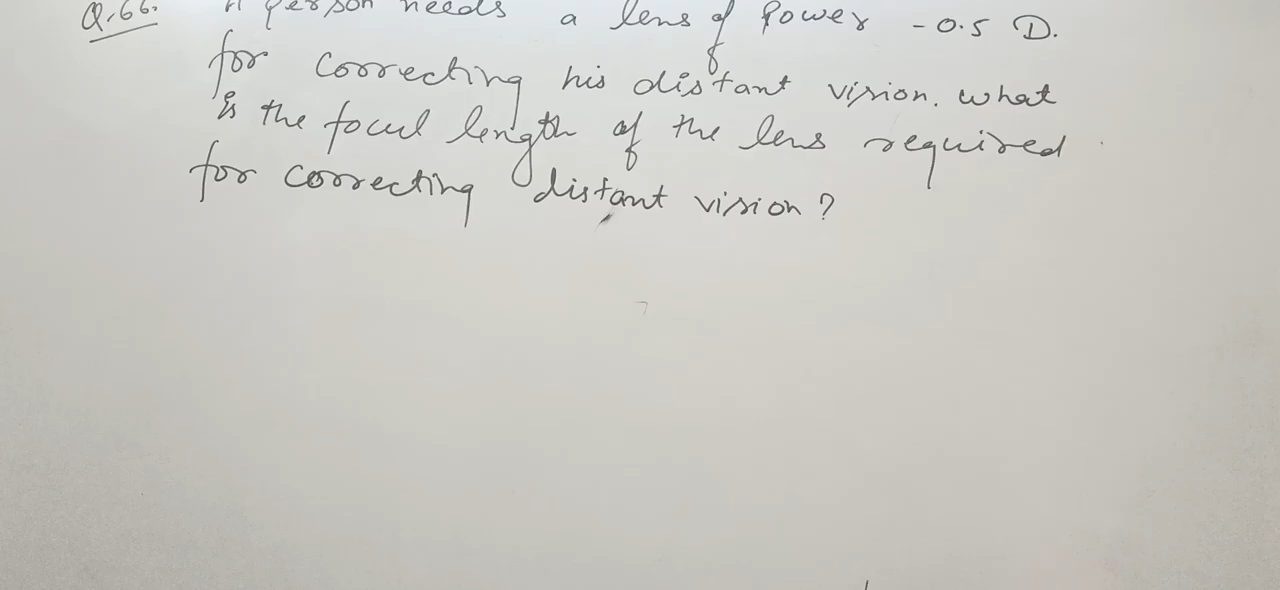 Q.66. A person needs a lens of Power - 0.5 D.
for correcting his distant vision. what
is the focul length of the lens required
for correcting distant vision?